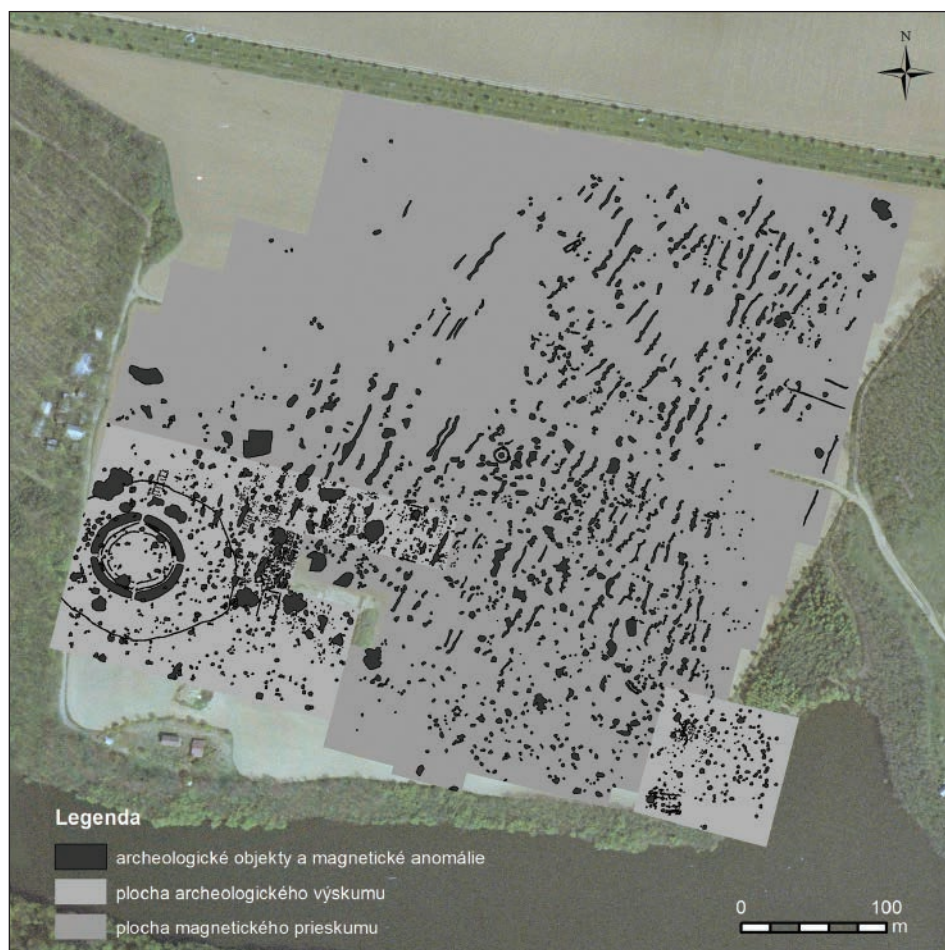 N
Legenda
archeologické objekty a magnetické anomálie
plocha archeologického výskumu
plocha magnetického prieskumu
0 100
m